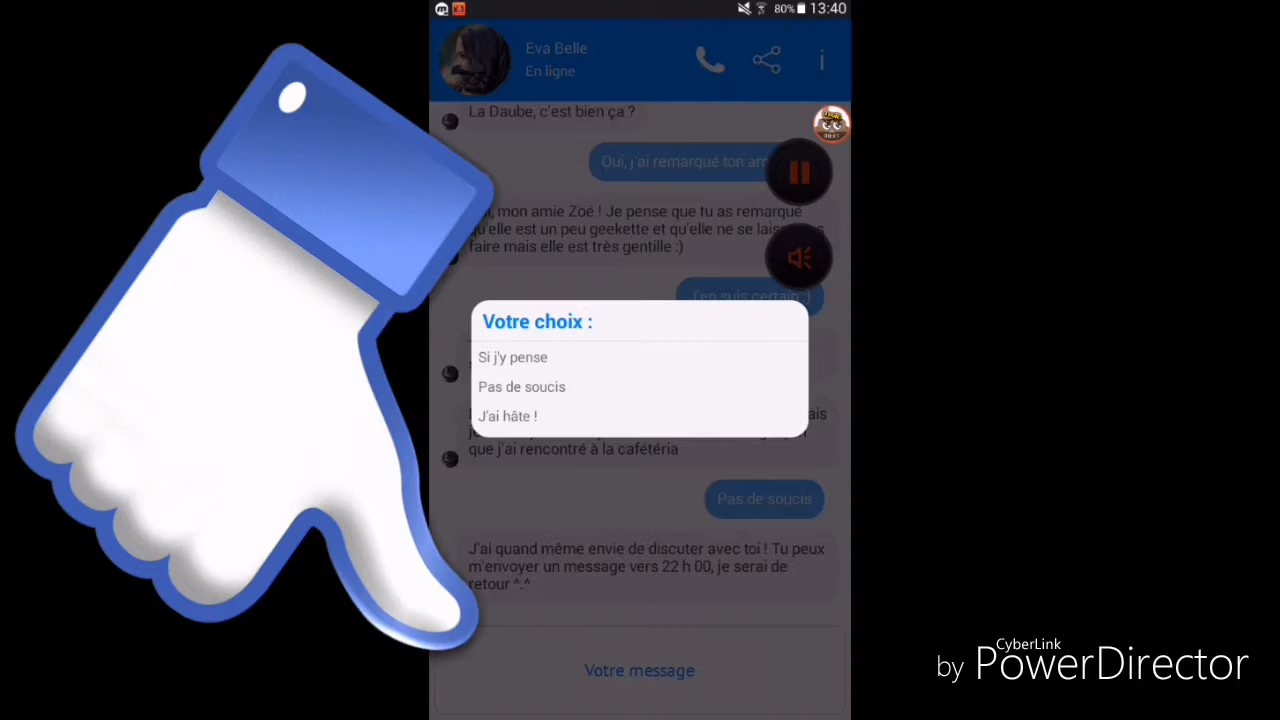 80% 13:40
Eva Belle
En ligne
La Daube, c'est bien ça ?
Oui, j'ai remarqué ton am
, mon amie Zoé ! Je pense que tu as remarqué
qu'elle est un peu geekette et qu'elle ne se
faire mais elle est très gentille :)
J'en suis certain :)
Votre choix :
Si j'y pense
Pas de soucis
J'ai hâte !
que j'ai rencontré à la cafétéria
Pas de soucis
J'ai quand même envie de discuter avec toi ! Tu peux
m'envoyer un message vers 22 h 00, je serai de
retour ^.^
Votre message
CyberLink
by PowerDirector